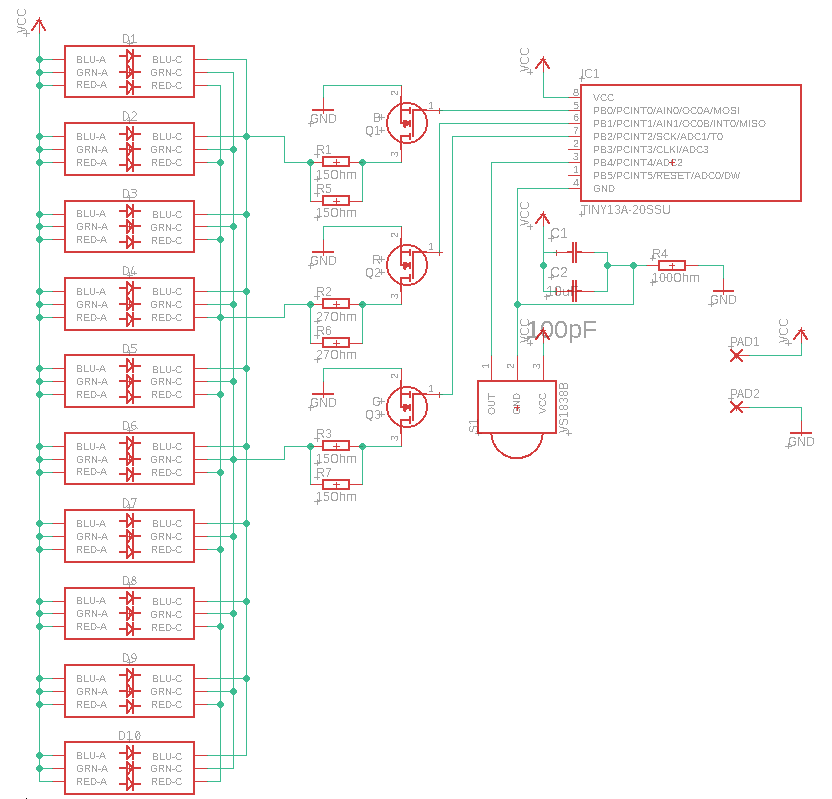 VCC
D1
BLU-A BLU-C
GRN-A GRN-C
RED-A RED-C
D2
BLU-A BLU-C
GRN-A GRN-C
RED-A RED-C
D3
BLU-A BLU-C
GRN-A GRN-C
RED-A RED-C
D4
BLU-A BLU-C
GRN-A GRN-C
RED-A RED-C
D5
BLU-A BLU-C
GRN-A GRN-C
RED-A RED-C
D6
BLU-A BLU-C
GRN-A GRN-C
RED-A RED-C
D7
BLU-A BLU-C
GRN-A GRN-C
RED-A RED-C
D8
BLU-A BLU-C
GRN-A GRN-C
RED-A RED-C
D9
BLU-A BLU-C
GRN-A GRN-C
RED-A RED-C
D10
BLU-A BLU-C
GRN-A GRN-C
RED-A RED-C
GND
2
B 1
Q1
3
R1
15Ohm
R5
15Ohm
GND
2
R 1
Q2
3
R2
27Ohm
R6
27Ohm
GND
2
G 1
Q3
3
R3
15Ohm
R7
15Ohm
VCC
IC1
8 VCC
5 PB0/PCINT0/AIN0/OC0A/MOSI
6 PB1/PCINT1/AIN1/OC0B/INT0/MISO
7 PB2/PCINT2/SCK/ADC1/T0
2 PB3/PCINT3/CLKI/ADC3
3 PB4/PCINT4/ADC2
1 PB5/PCINT5/RESET/ADC0/DW
4 GND
TINY13A-20SSU
VCC
C1
C2
10uF
R4
100Ohm
GND
100pF
VCC
1 2 3
OUT GND VCC
S1
VS1838B
PAD1
VCC
PAD2
GND